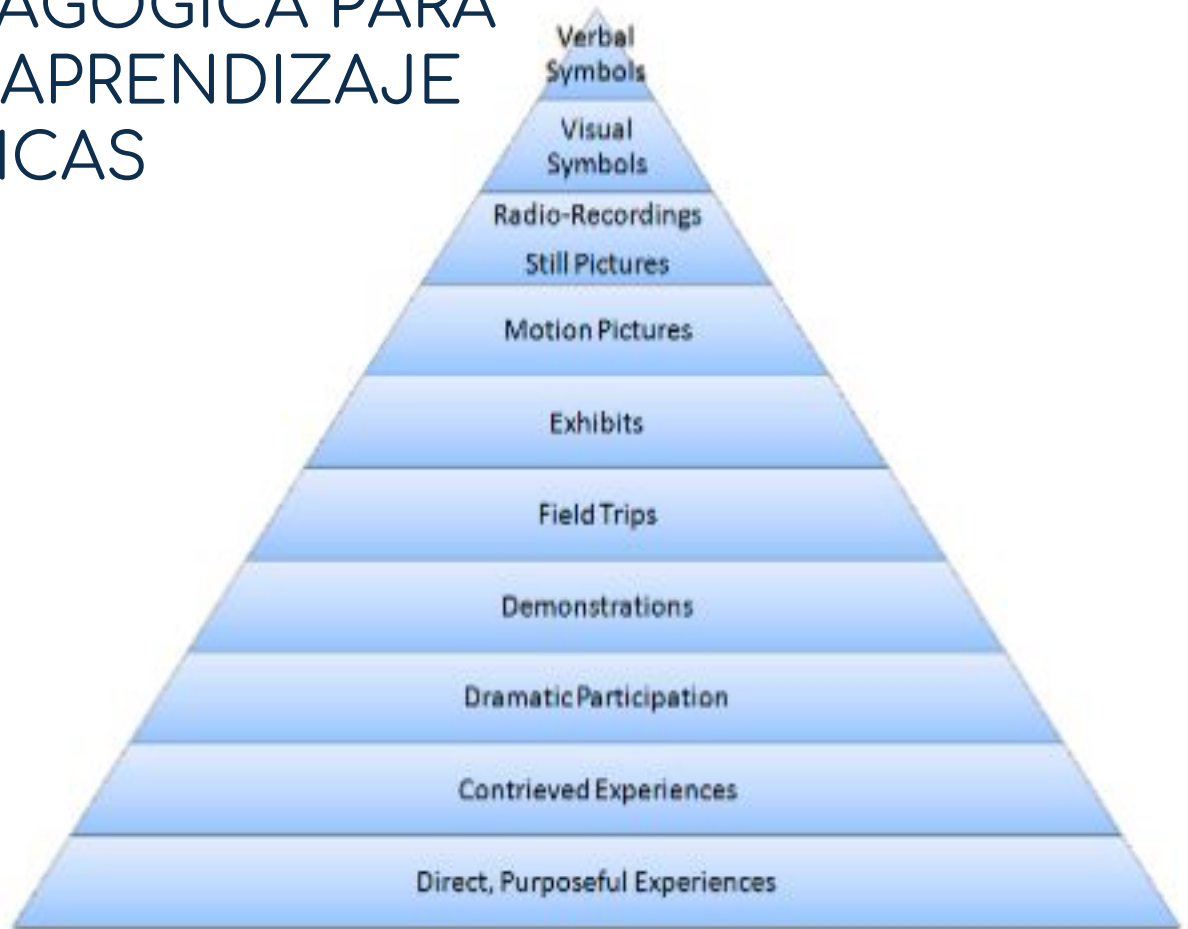 AGÓGICA PARA
APRENDIZAJE
ICAS
Verbal
Symbols
Visual
Symbols
Radio-Recordings
Still Pictures
Motion Pictures
Exhibits
Field Trips
Demonstrations
Dramatic Participation
Contrieved Experiences
Direct, Purposeful Experiences